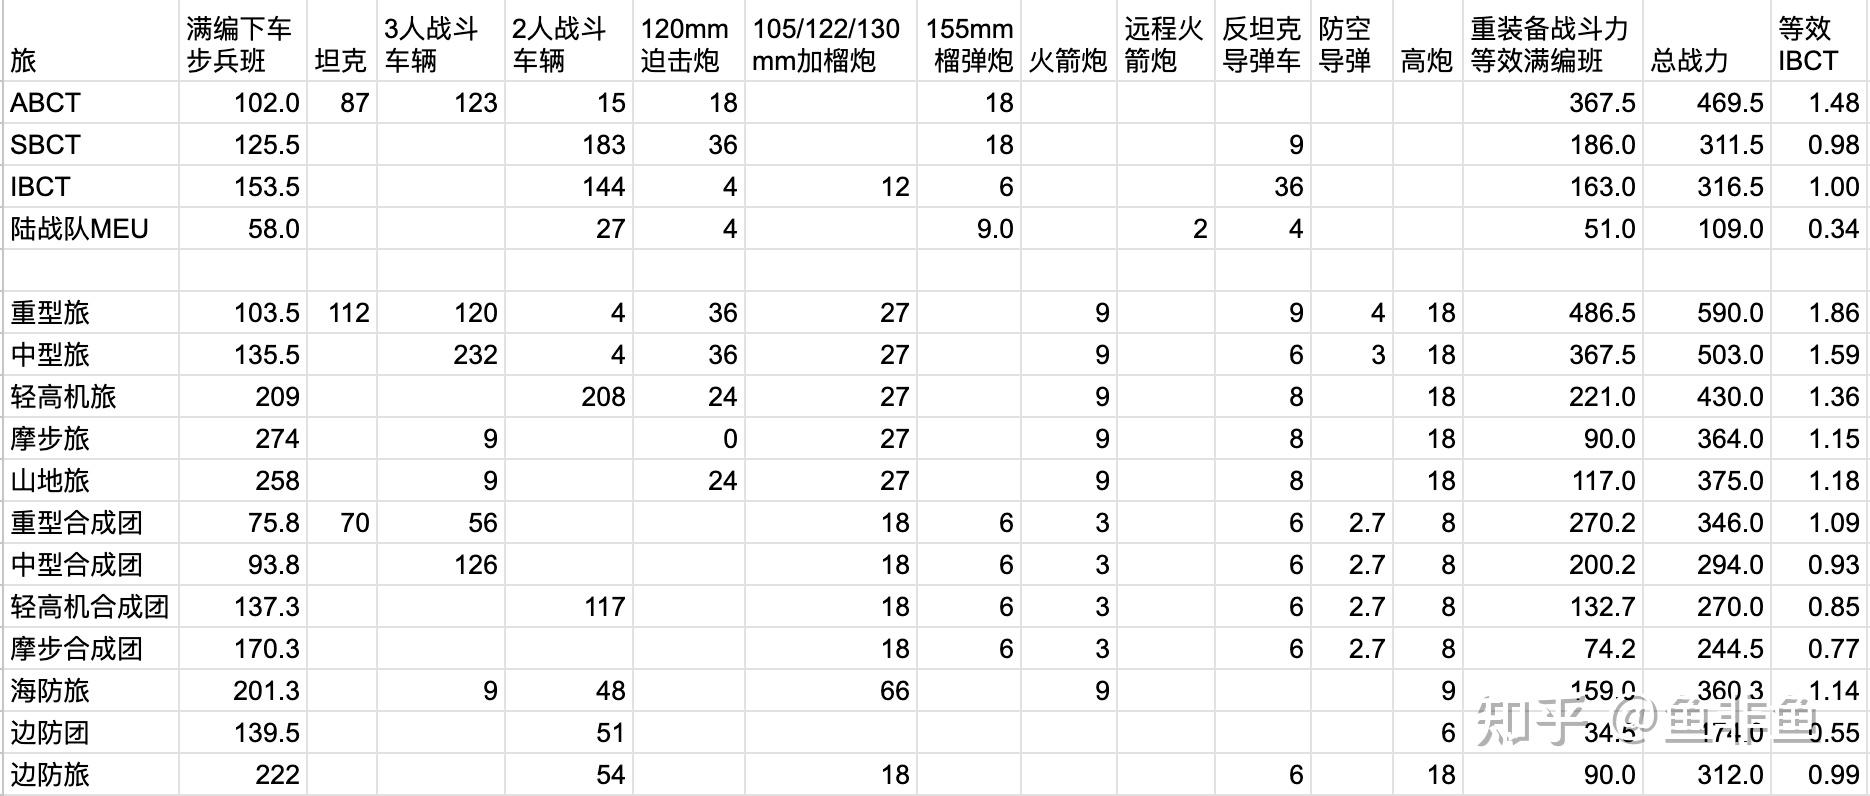 旅 满编下车步兵班 坦克 3人战斗车辆 2人战斗车辆 120mm迫击炮 105/122/130mm加榴炮 155mm榴弹炮 火箭炮 远程火箭炮 反坦克导弹车 防空导弹 高炮 重装备战斗力等效满编班 总战力 等效IBCT
ABCT 102.0 87 123 15 18 18 367.5 469.5 1.48
SBCT 125.5 183 36 18 9 186.0 311.5 0.98
IBCT 153.5 144 4 12 6 36 163.0 316.5 1.00
陆战队MEU 58.0 27 4 9.0 2 4 51.0 109.0 0.34
重型旅 103.5 112 120 4 36 27 9 9 4 18 486.5 590.0 1.86
中型旅 135.5 232 4 36 27 9 6 3 18 367.5 503.0 1.59
轻高机旅 209 208 24 27 9 8 18 221.0 430.0 1.36
摩步旅 274 9 0 27 9 8 18 90.0 364.0 1.15
山地旅 258 9 24 27 9 8 18 117.0 375.0 1.18
重型合成团 75.8 70 56 18 6 3 6 2.7 8 270.2 346.0 1.09
中型合成团 93.8 126 18 6 3 6 2.7 8 200.2 294.0 0.93
轻高机合成团 137.3 117 18 6 3 6 2.7 8 132.7 270.0 0.85
摩步合成团 170.3 18 6 3 6 2.7 8 74.2 244.5 0.77
海防旅 201.3 9 48 66 9 9 159.0 360.3 1.14
边防团 139.5 51 6 34.5 174.0 0.55
边防旅 222 54 18 6 18 90.0 312.0 0.99
知乎 @鱼非鱼